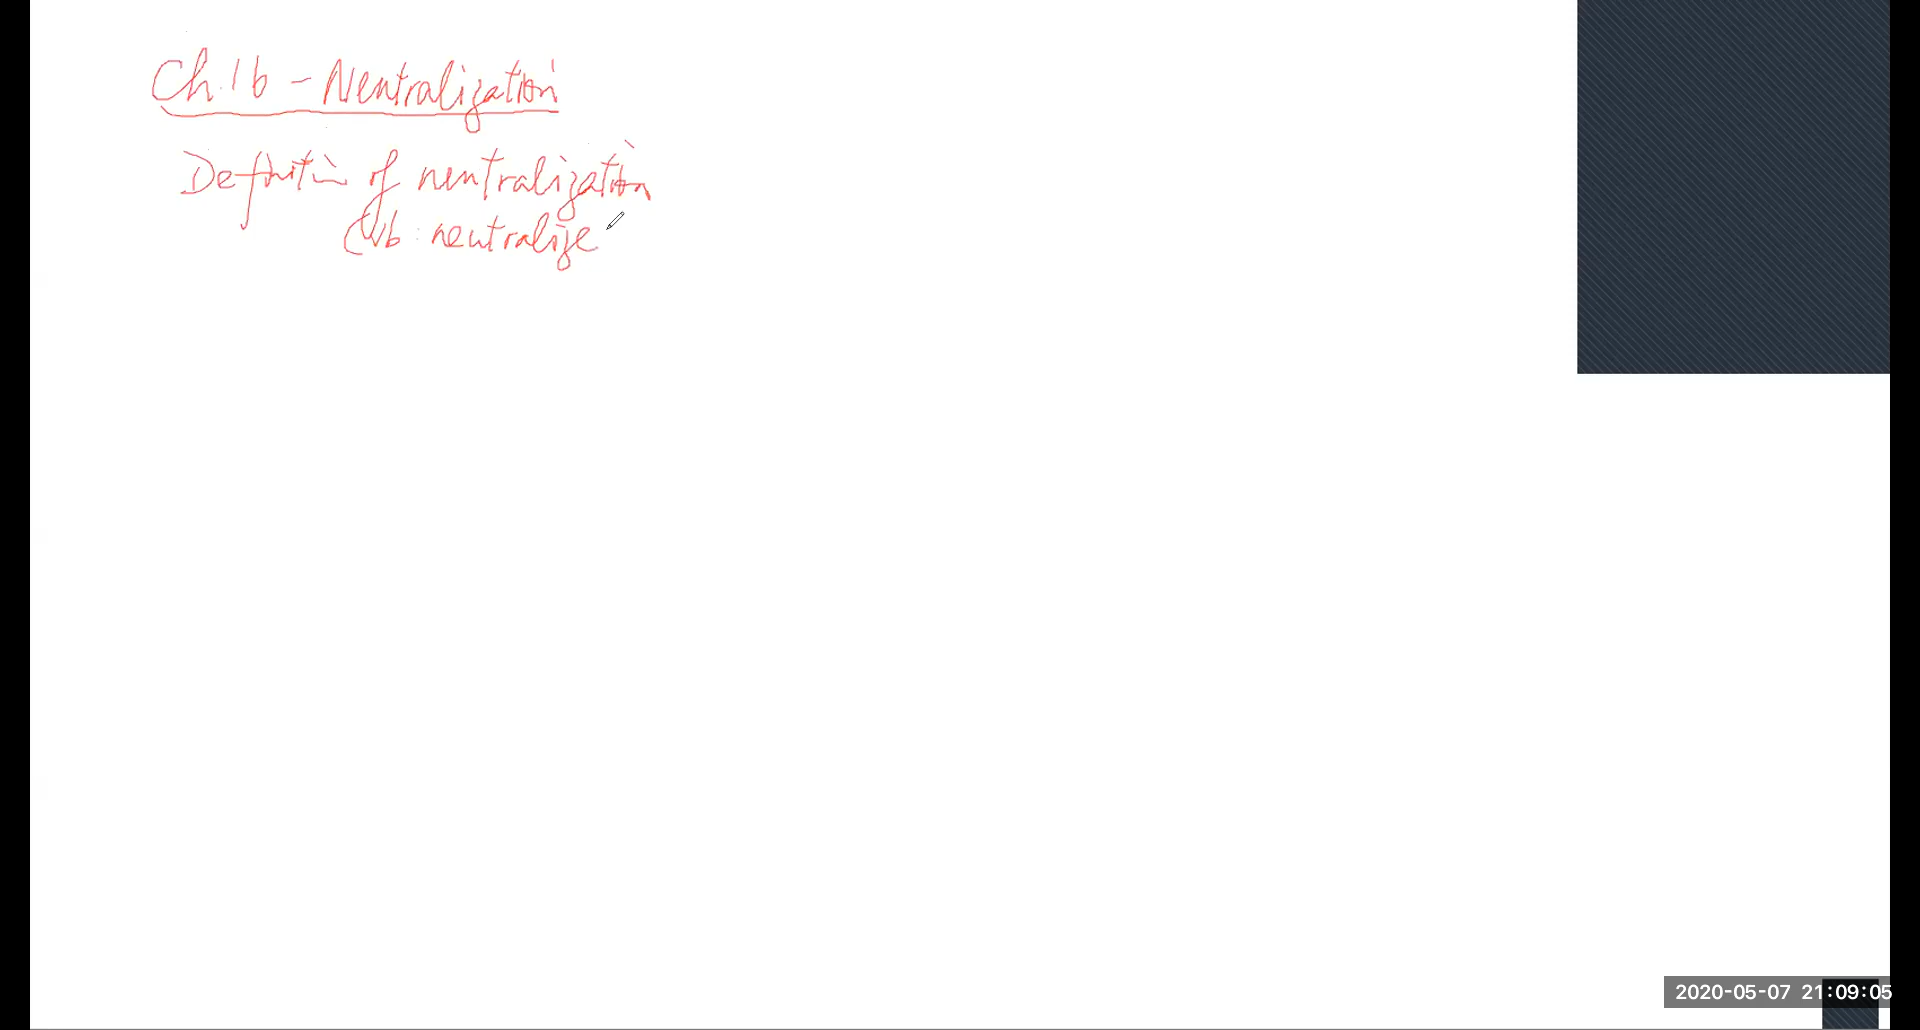 Ch. 16 - Neutralization
Definition of neutralization
(vb: neutralize
2020-05-07 21:09:05